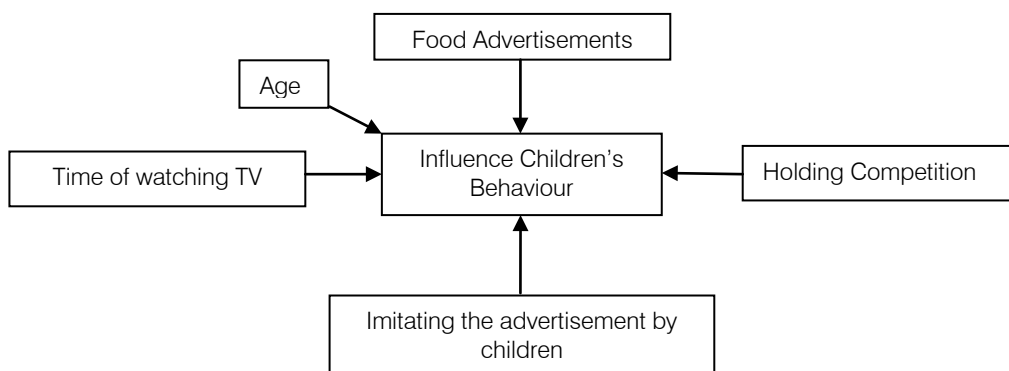 Food Advertisements
Age
Influence Children's
Behaviour
Time of watching TV
Holding Competition
Imitating the advertisement by
children